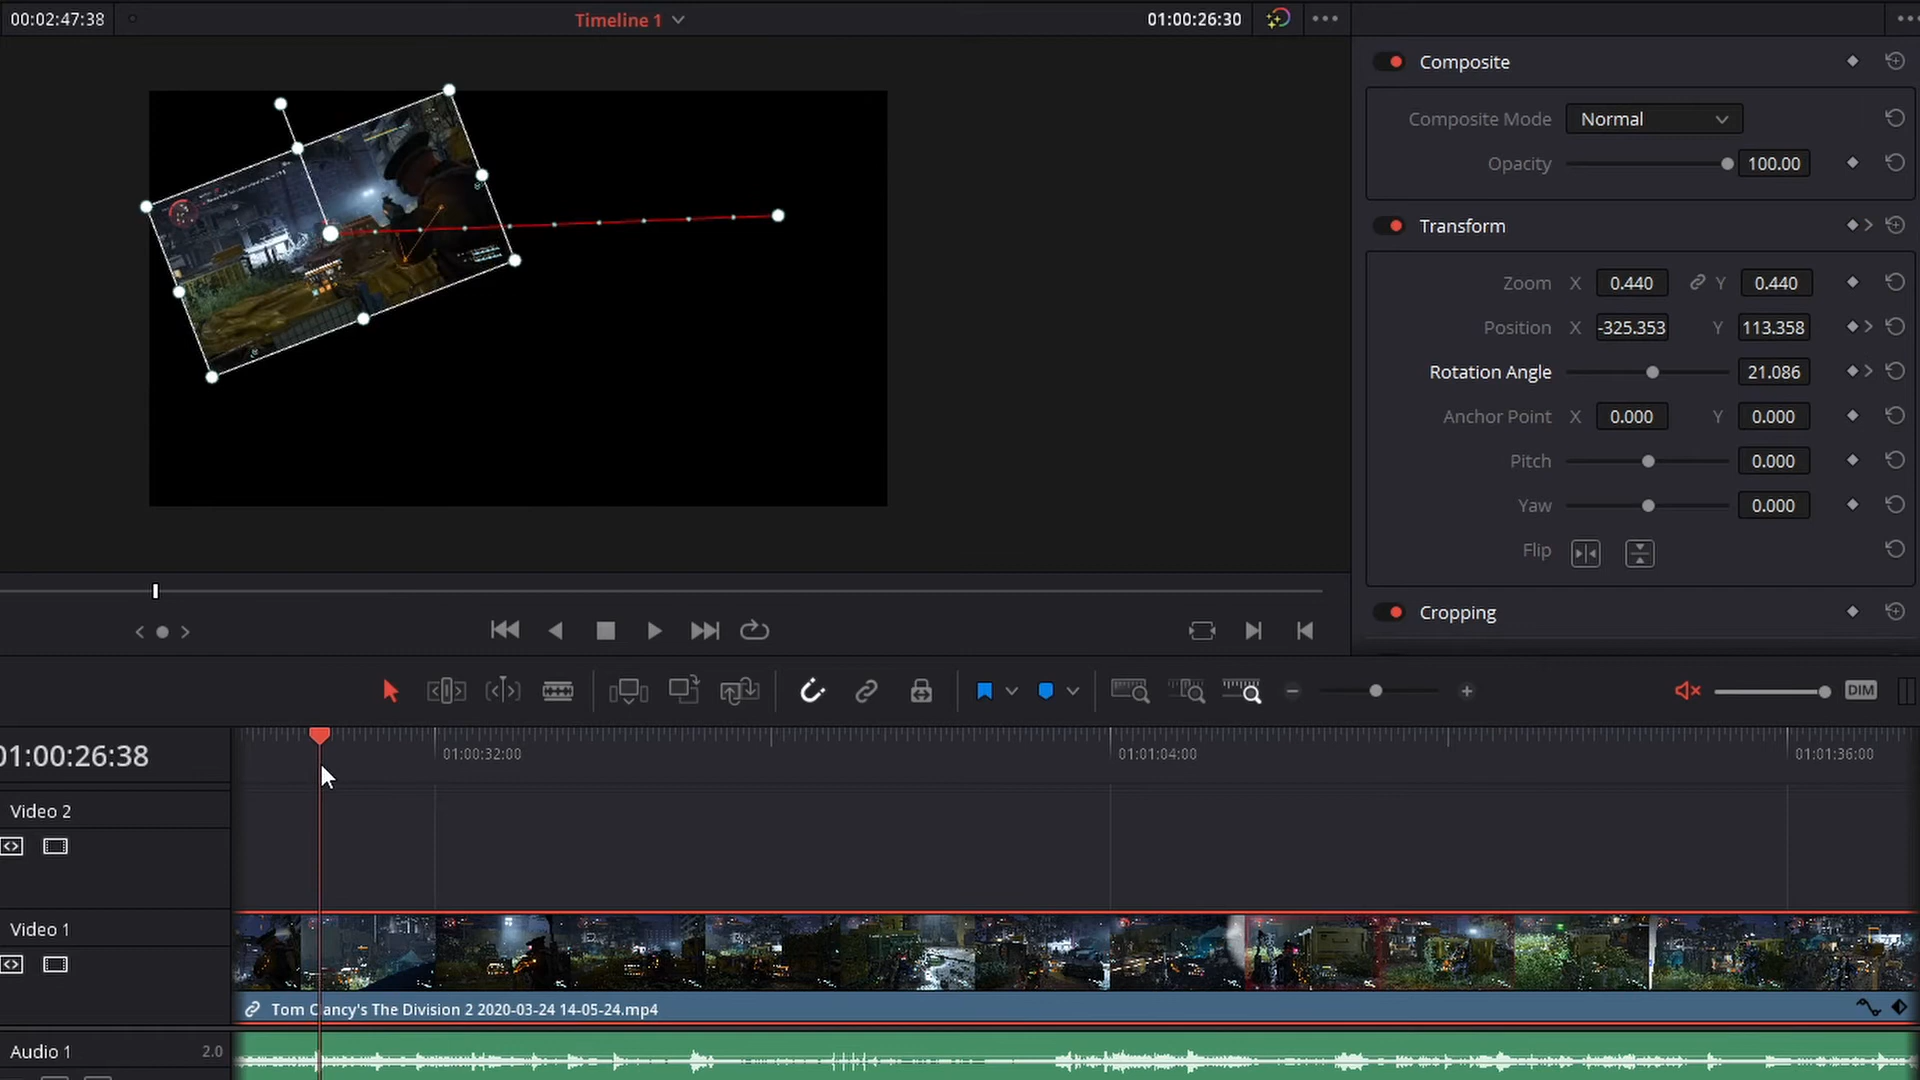 00:02:47:38
Timeline 1
01:00:26:30
Composite
Composite Mode
Normal
Opacity
100.00
Transform
Zoom X 0.440 Y 0.440
Position X -325.353 Y 113.358
Rotation Angle 21.086
Anchor Point X 0.000 Y 0.000
Pitch 0.000
Yaw 0.000
Flip
Cropping
DIM
01:00:26:38
01:00:32:00
01:01:04:00
01:01:36:00
Video 2
Video 1
Tom Clancy's The Division 2 2020-03-24 14-05-24.mp4
Audio 1
2.0